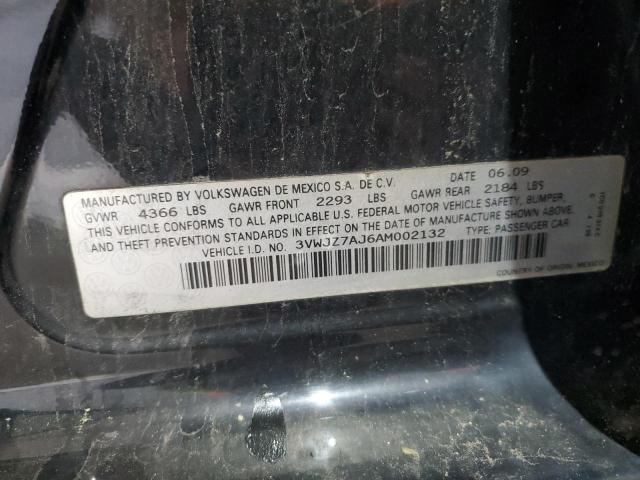 MANUFACTURED BY VOLKSWAGEN DE MEXICO S.A. DE C.V. DATE 06.09
GVWR 4366 LBS GAWR FRONT 2293 LBS GAWR REAR 2184 LBS
THIS VEHICLE CONFORMS TO ALL APPLICABLE U.S. FEDERAL MOTOR VEHICLE SAFETY, BUMPER,
AND THEFT PREVENTION STANDARDS IN EFFECT ON THE DATE OF MANUFACTURE SHOWN ABOVE.
VEHICLE I.D. NO. 3VWJZ7AJ6AM002132 TYPE: PASSENGER CAR
COUNTRY OF ORIGIN: MEXICO